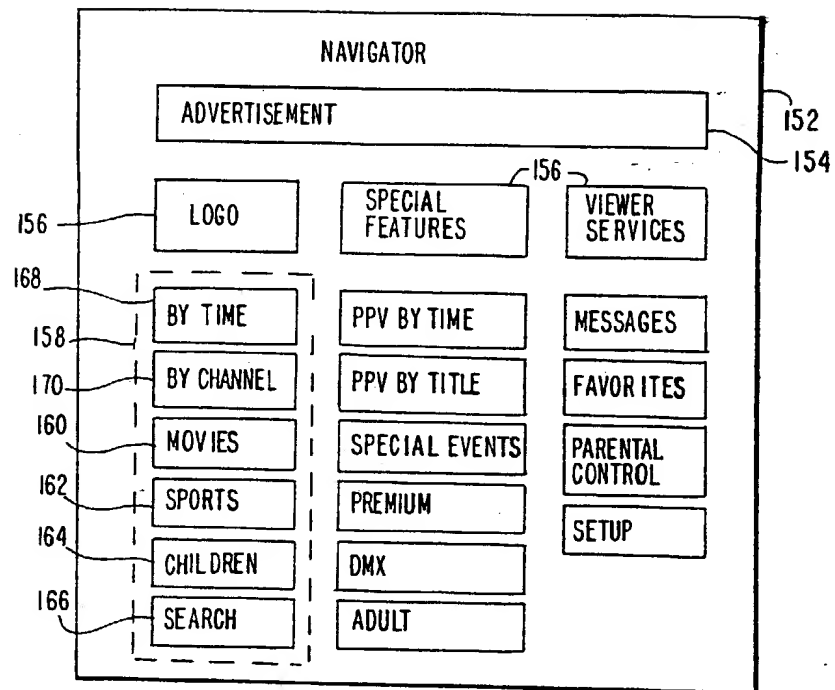 NAVIGATOR
ADVERTISEMENT
152
154
156
156
LOGO
SPECIAL
FEATURES
VIEWER
SERVICES
168
158
170
160
162
164
166
BY TIME
BY CHANNEL
MOVIES
SPORTS
CHILDREN
SEARCH
PPV BY TIME
PPV BY TITLE
SPECIAL EVENTS
PREMIUM
DMX
ADULT
MESSAGES
FAVORITES
PARENTAL
CONTROL
SETUP